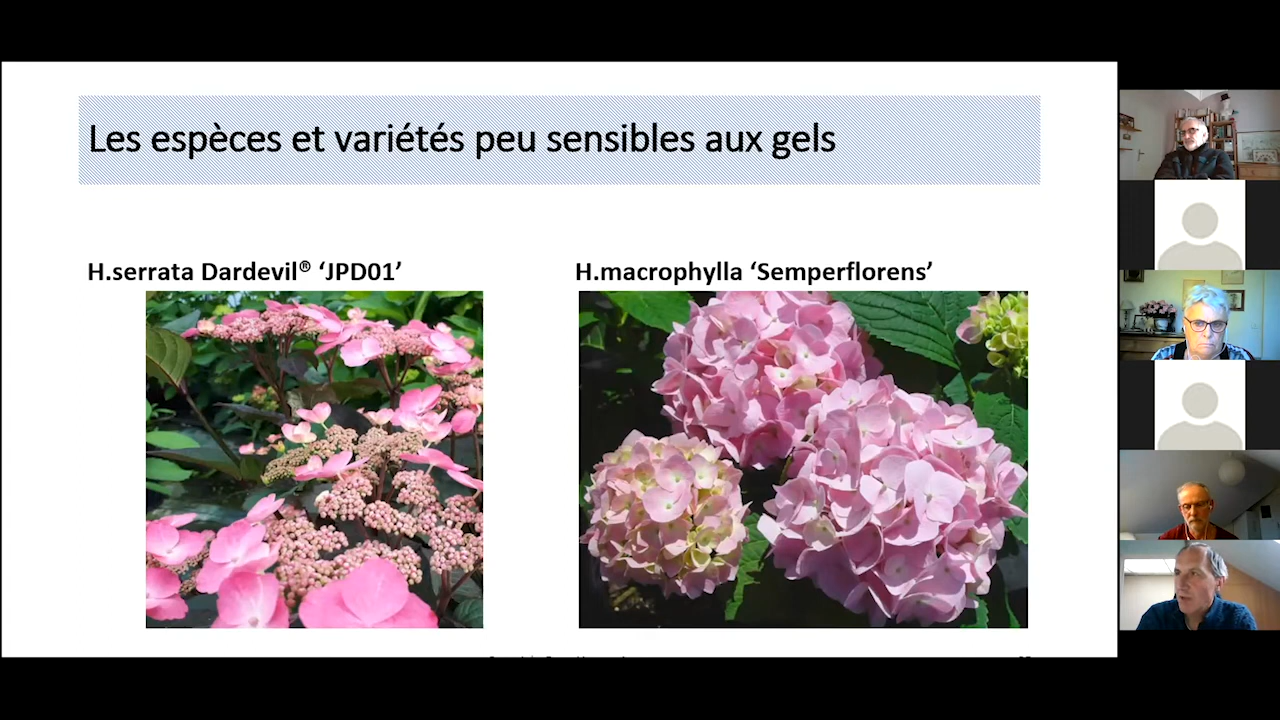 Les espèces et variétés peu sensibles aux gels
H.serrata Dardevil® ‘JPD01’
H.macrophylla ‘Semperflorens’